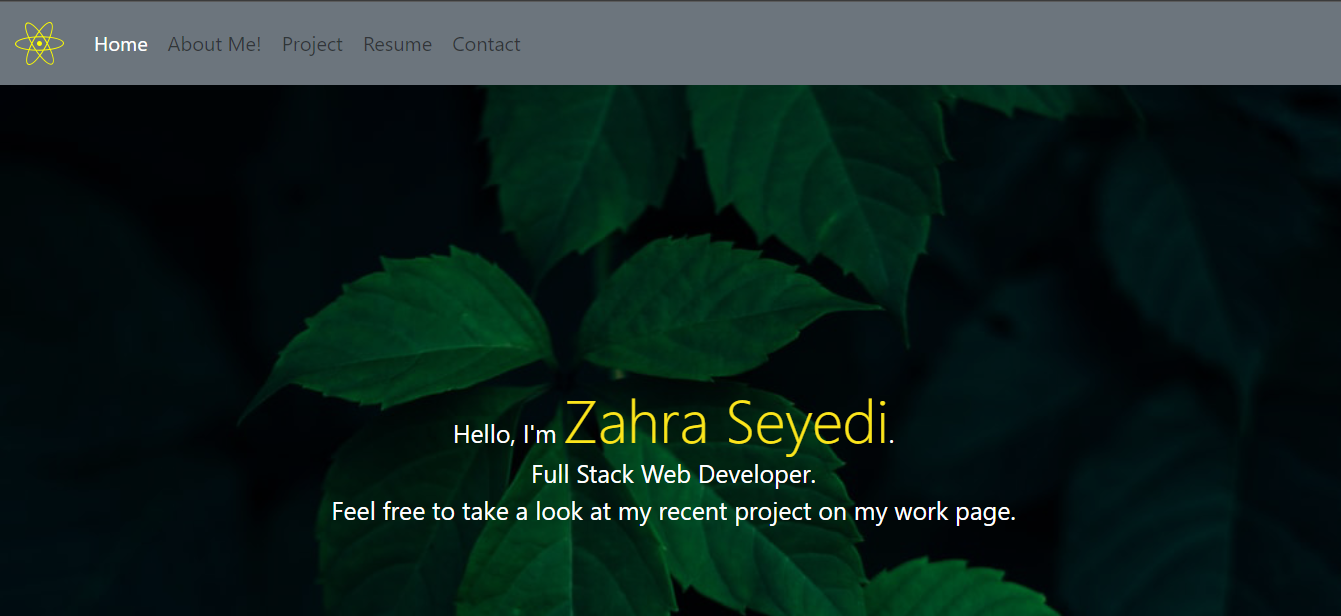 Home About Me! Project Resume Contact
Hello, I'm Zahra Seyedi.
Full Stack Web Developer.
Feel free to take a look at my recent project on my work page.